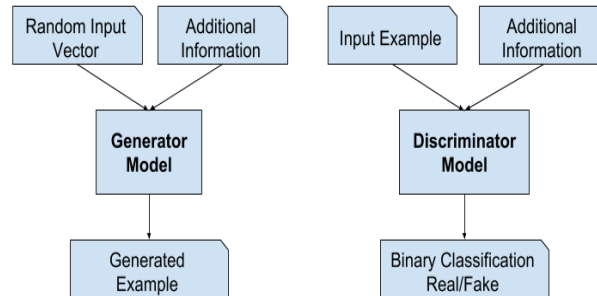 Random Input
Vector
Additional
Information
Input Example
Additional
Information
Generator
Model
Discriminator
Model
Generated
Example
Binary Classification
Real/Fake